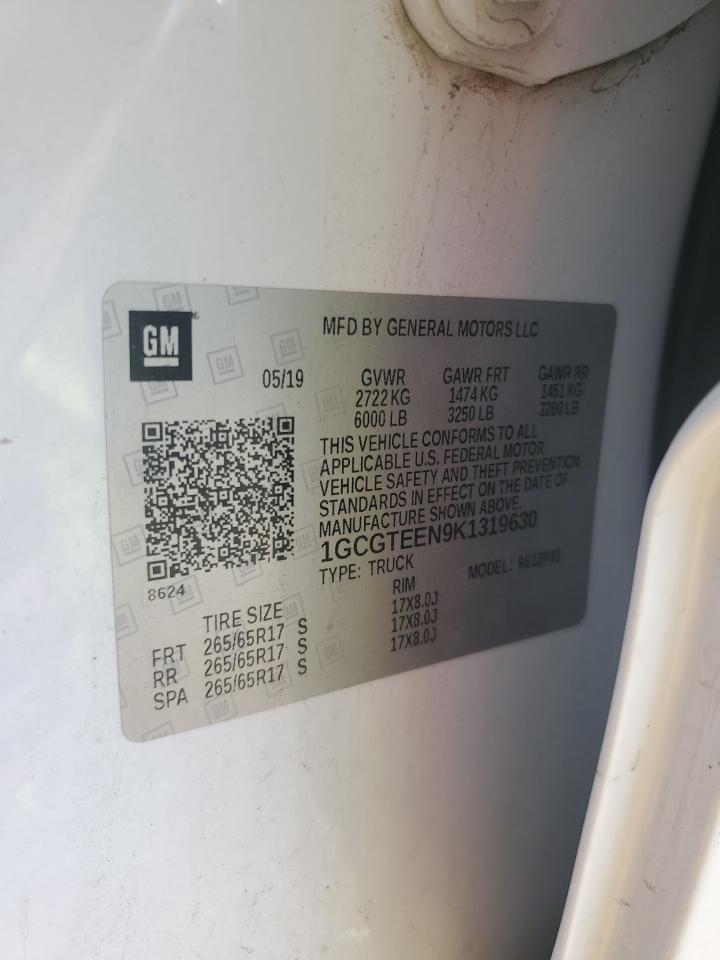 GM
MFD BY GENERAL MOTORS LLC
05/19 GVWR GAWR FRT GAWR RR
2722 KG 1474 KG 1451 KG
6000 LB 3250 LB 3200 LB
THIS VEHICLE CONFORMS TO ALL
APPLICABLE U.S. FEDERAL MOTOR
VEHICLE SAFETY AND THEFT PREVENTION
STANDARDS IN EFFECT ON THE DATE OF
MANUFACTURE SHOWN ABOVE.
1GCGTEEN9K1319630
TYPE: TRUCK MODEL:
8624
TIRE SIZE RIM
FRT 265/65R17 S 17X8.0J
RR 265/65R17 S 17X8.0J
SPA 265/65R17 S 17X8.0J